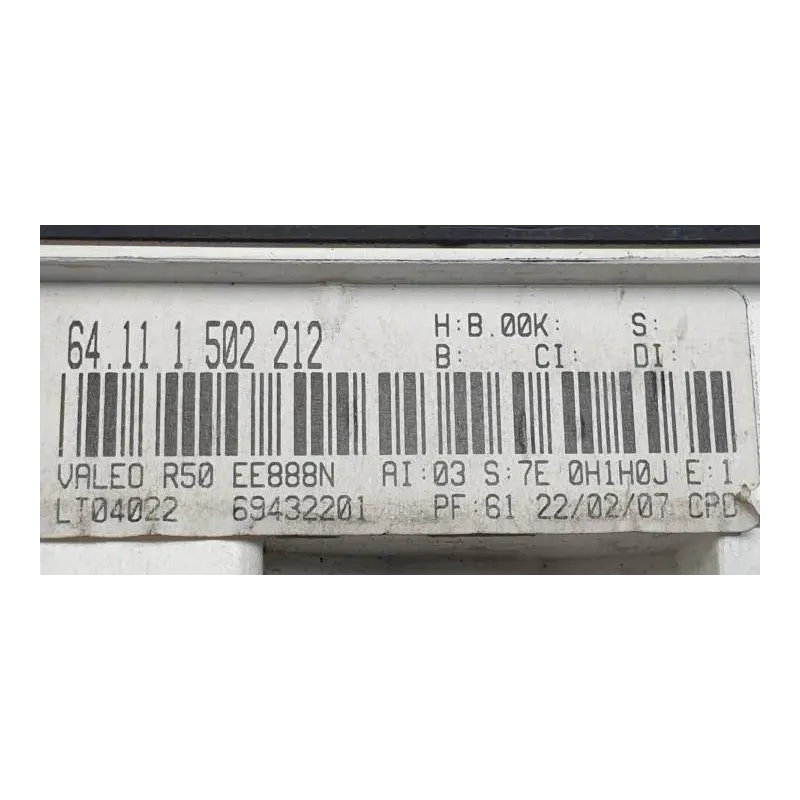 64.11 1 502 212 H:B.00K: S:
B: CI: DI:
VALEO R50 EE888N AI:03 S:7E 0H1H0J E:1
LT04022 69432201 PF:61 22/02/07 CPD